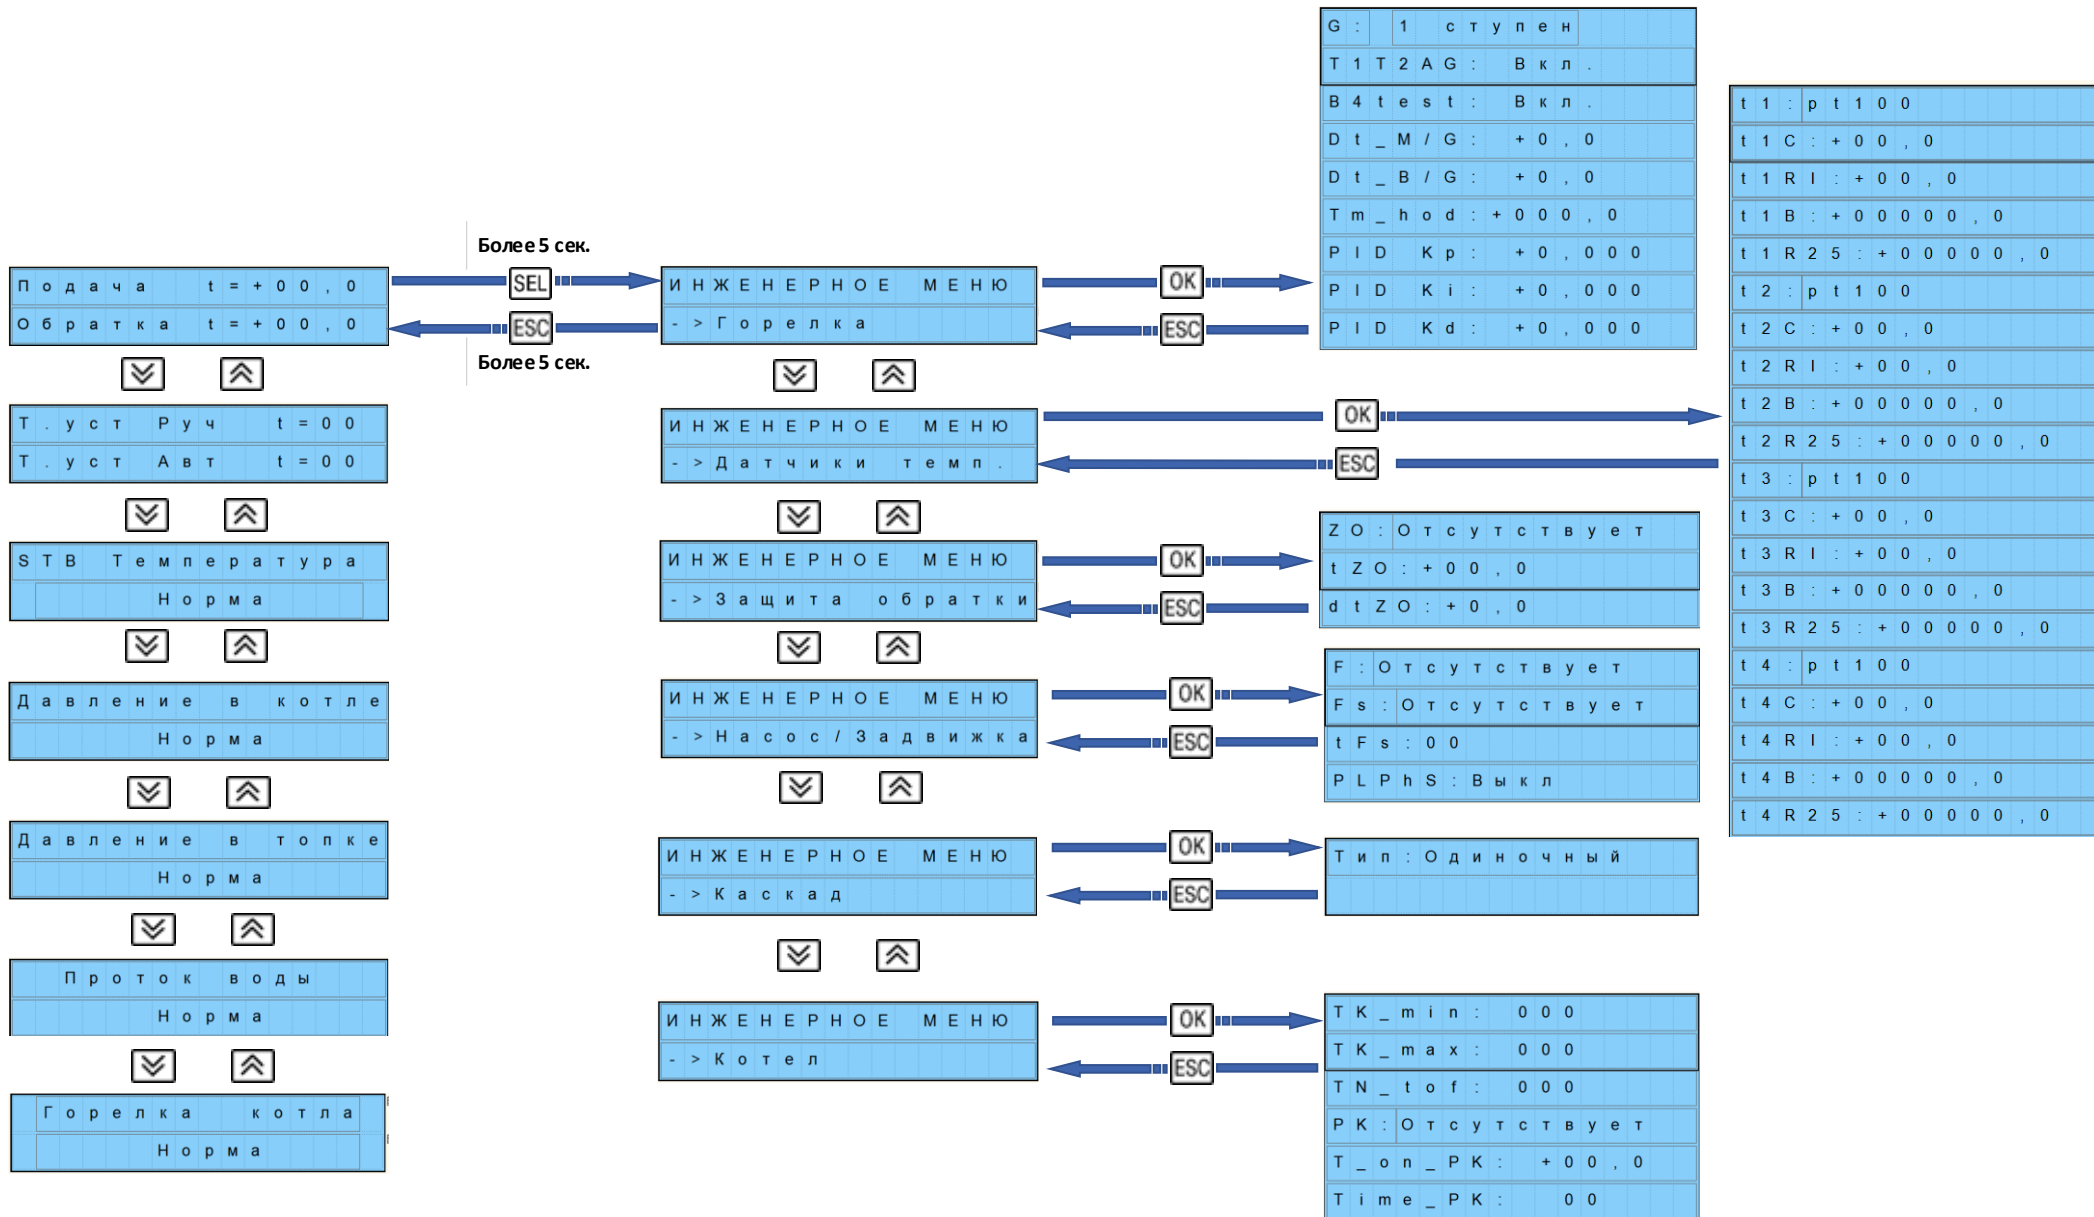 Более 5 сек.
SEL
ESC
Более 5 сек.
Подача t=+00,0
Обратка t=+00,0
Т.уст Руч t=00
Т.уст Авт t=00
STB Температура
Норма
Давление в котле
Норма
Давление в топке
Норма
Проток воды
Норма
Горелка котла
Норма
ИНЖЕНЕРНОЕ МЕНЮ
->Горелка
OK
ESC
ИНЖЕНЕРНОЕ МЕНЮ
->Датчики темп.
OK
ESC
ИНЖЕНЕРНОЕ МЕНЮ
->Защита обратки
OK
ESC
ИНЖЕНЕРНОЕ МЕНЮ
->Насос/Задвижка
OK
ESC
ИНЖЕНЕРНОЕ МЕНЮ
->Каскад
OK
ESC
ИНЖЕНЕРНОЕ МЕНЮ
->Котел
OK
ESC
G: 1 ступен
T1T2AG: Вкл.
B4test: Вкл.
Dt_M/G: +0,0
Dt_B/G: +0,0
Tm_hod:+000,0
PID Kp: +0,000
PID Ki: +0,000
PID Kd: +0,000
ZO:Отсутствует
tZO:+00,0
dtZO:+0,0
F:Отсутствует
Fs:Отсутствует
tFs:00
PLPhS:Выкл
Тип:Одиночный
TK_min: 000
TK_max: 000
TN_tof: 000
PK:Отсутствует
T_on_PK: +00,0
Time_PK: 00
t1:pt100
t1C:+00,0
t1RI:+00,0
t1B:+00000,0
t1R25:+00000,0
t2:pt100
t2C:+00,0
t2RI:+00,0
t2B:+00000,0
t2R25:+00000,0
t3:pt100
t3C:+00,0
t3RI:+00,0
t3B:+00000,0
t3R25:+00000,0
t4:pt100
t4C:+00,0
t4RI:+00,0
t4B:+00000,0
t4R25:+00000,0